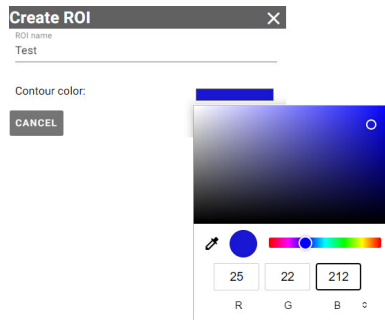 Create ROI
ROI name
Test
Contour color:
CANCEL
25 22 212
R G B